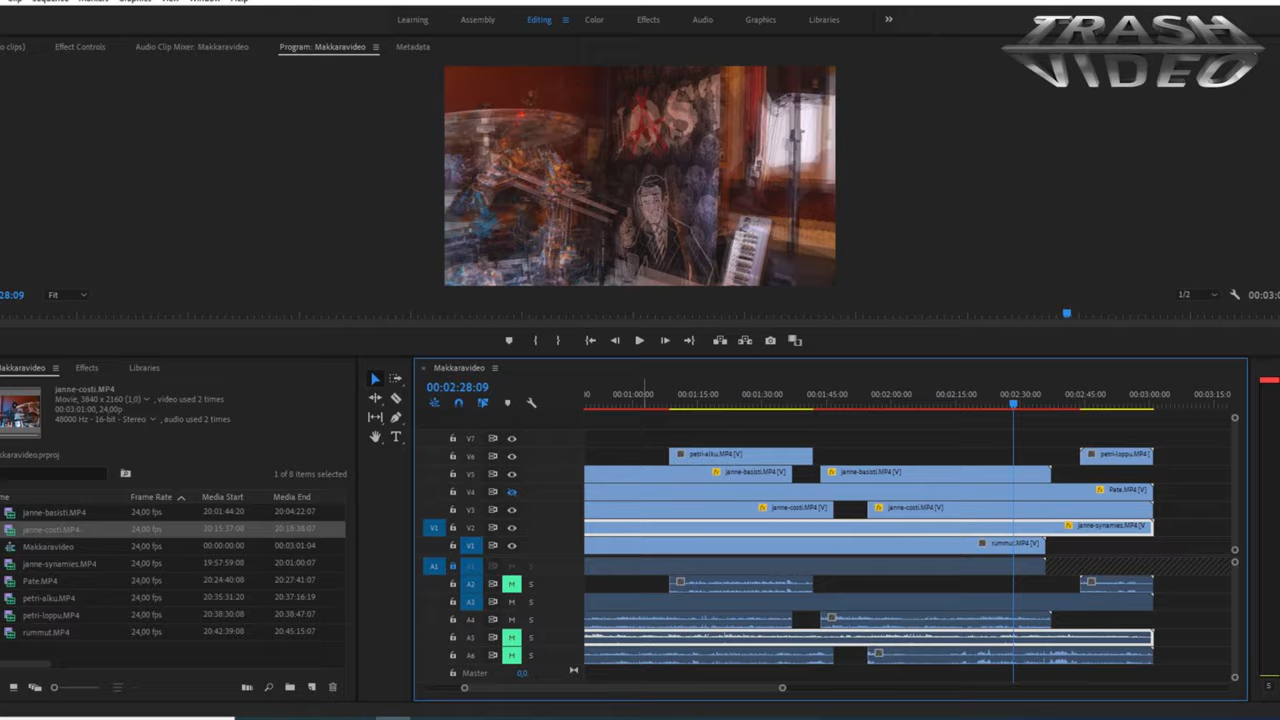 Learning Assembly Editing Color Effects Audio Graphics Libraries
TRASH
VIDEO
o clips) Effect Controls Audio Clip Mixer: Makkaravideo Program: Makkaravideo Metadata
28:09 Fit 1/2 00:03:0
akkaravideo Effects Libraries
Makkaravideo
janne-costi.MP4
Movie, 3840 x 2160 (1,0) , video used 2 times
00:03:01:00, 24,00p
48000 Hz - 16-bit - Stereo , audio used 2 times
00:02:28:09
:00 00:01:00:00 00:01:15:00 00:01:30:00 00:01:45:00 00:02:00:00 00:02:15:00 00:02:30:00 00:02:45:00 00:03:00:00 00:03:15:0
kkaravideo.prproj
1 of 8 items selected
me Frame Rate Media Start Media End
janne-basisti.MP4 24,00 fps 20:01:44:20 20:04:22:07
janne-costi.MP4 24,00 fps 20:15:37:08 20:18:38:07
Makkaravideo 24,00 fps 00:00:00:00 00:03:01:04
janne-synamies.MP4 24,00 fps 19:57:59:08 20:01:00:07
Pate.MP4 24,00 fps 20:24:40:08 20:27:41:07
petri-alku.MP4 24,00 fps 20:35:31:20 20:37:16:19
petri-loppu.MP4 24,00 fps 20:38:30:08 20:38:47:07
rummut.MP4 24,00 fps 20:42:39:08 20:45:15:07
V7
V6 petri-alku.MP4 [V] petri-loppu.MP4 [
V5 janne-basisti.MP4 [V] janne-basisti.MP4 [V]
V4 Pate.MP4 [V]
V3 janne-costi.MP4 [V] janne-costi.MP4 [V]
V1 V2 janne-synamies.MP4 [V
V1 rummut.MP4 [V]
A1 A1
A2 M S
A3 M S
A4 M S
A5 M S
A6 M S
Master 0,0
S